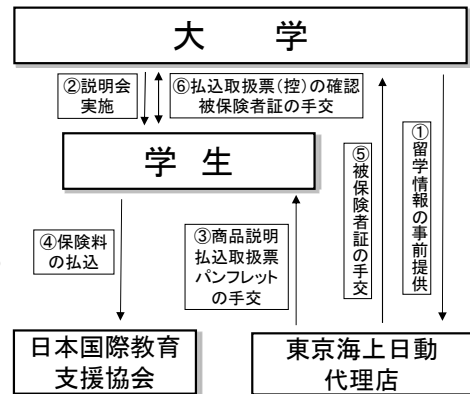 大　学
②説明会
実施
⑥払込取扱票（控）の確認
被保険者証の手交
学 生
①留学情報の事前提供
⑤被保険者証の手交
③商品説明
払込取扱票
パンフレット
の手交
④保険料
の払込
日本国際教育
支援協会
東京海上日動
代理店